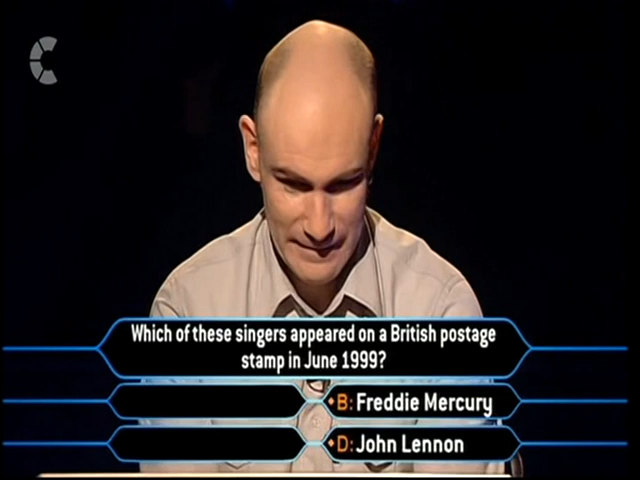 Which of these singers appeared on a British postage
stamp in June 1999?
B: Freddie Mercury
D: John Lennon